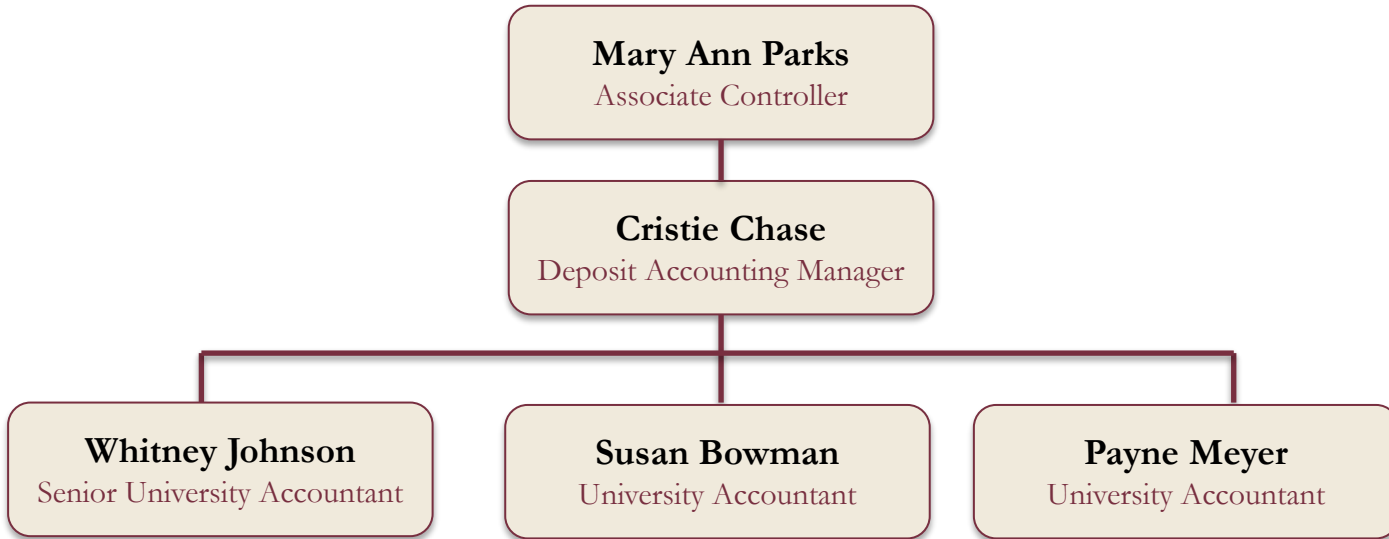 Mary Ann Parks
Associate Controller
Cristie Chase
Deposit Accounting Manager
Whitney Johnson
Senior University Accountant
Susan Bowman
University Accountant
Payne Meyer
University Accountant